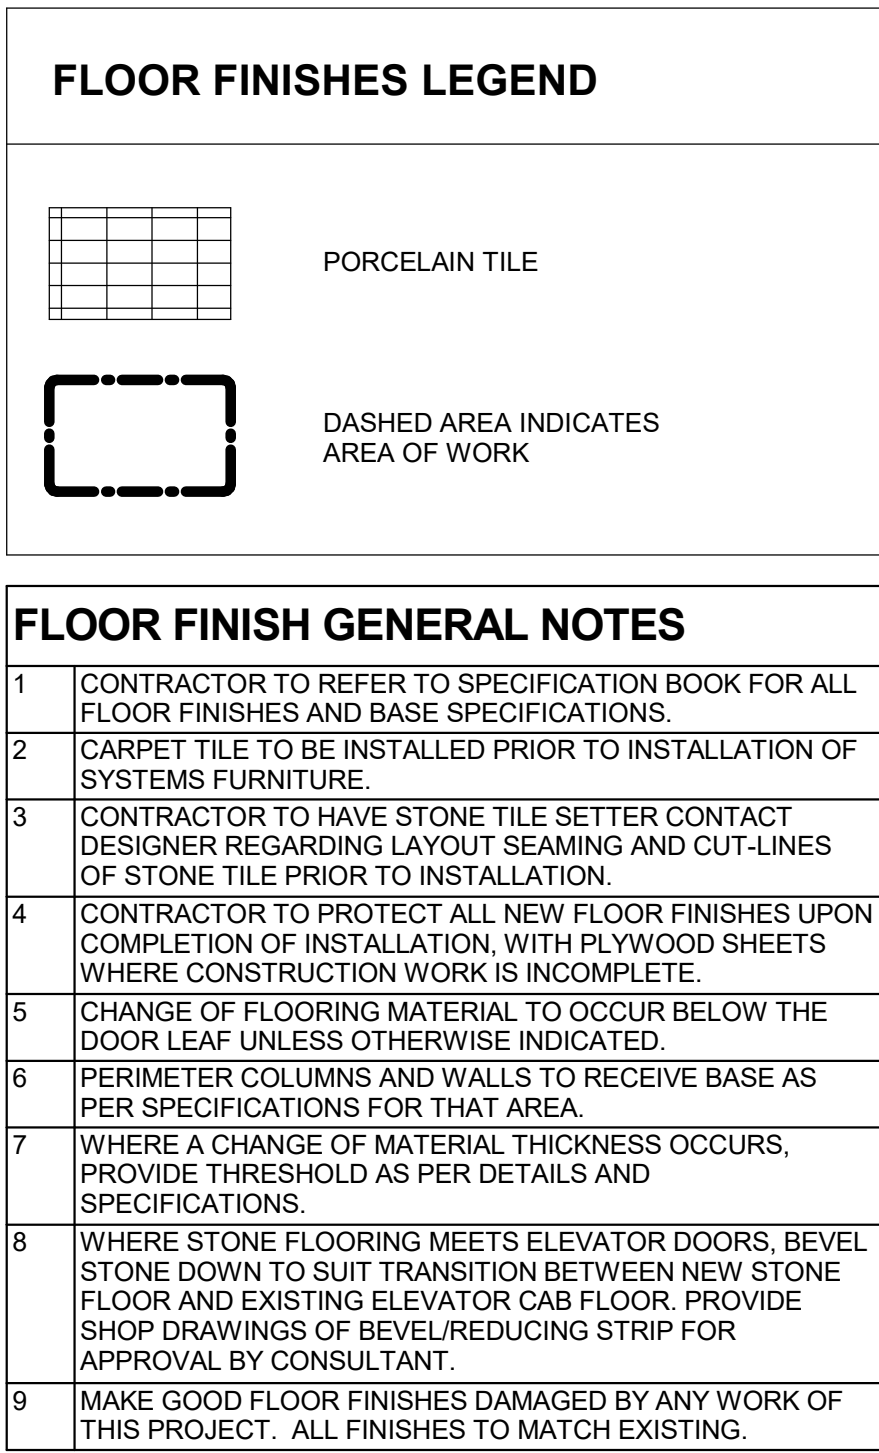 FLOOR FINISHES LEGEND
PORCELAIN TILE
DASHED AREA INDICATES
AREA OF WORK
FLOOR FINISH GENERAL NOTES
1 CONTRACTOR TO REFER TO SPECIFICATION BOOK FOR ALL
FLOOR FINISHES AND BASE SPECIFICATIONS.
2 CARPET TILE TO BE INSTALLED PRIOR TO INSTALLATION OF
SYSTEMS FURNITURE.
3 CONTRACTOR TO HAVE STONE TILE SETTER CONTACT
DESIGNER REGARDING LAYOUT SEAMING AND CUT-LINES
OF STONE TILE PRIOR TO INSTALLATION.
4 CONTRACTOR TO PROTECT ALL NEW FLOOR FINISHES UPON
COMPLETION OF INSTALLATION, WITH PLYWOOD SHEETS
WHERE CONSTRUCTION WORK IS INCOMPLETE.
5 CHANGE OF FLOORING MATERIAL TO OCCUR BELOW THE
DOOR LEAF UNLESS OTHERWISE INDICATED.
6 PERIMETER COLUMNS AND WALLS TO RECEIVE BASE AS
PER SPECIFICATIONS FOR THAT AREA.
7 WHERE A CHANGE OF MATERIAL THICKNESS OCCURS,
PROVIDE THRESHOLD AS PER DETAILS AND
SPECIFICATIONS.
8 WHERE STONE FLOORING MEETS ELEVATOR DOORS, BEVEL
STONE DOWN TO SUIT TRANSITION BETWEEN NEW STONE
FLOOR AND EXISTING ELEVATOR CAB FLOOR. PROVIDE
SHOP DRAWINGS OF BEVEL/REDUCING STRIP FOR
APPROVAL BY CONSULTANT.
9 MAKE GOOD FLOOR FINISHES DAMAGED BY ANY WORK OF
THIS PROJECT.  ALL FINISHES TO MATCH EXISTING.